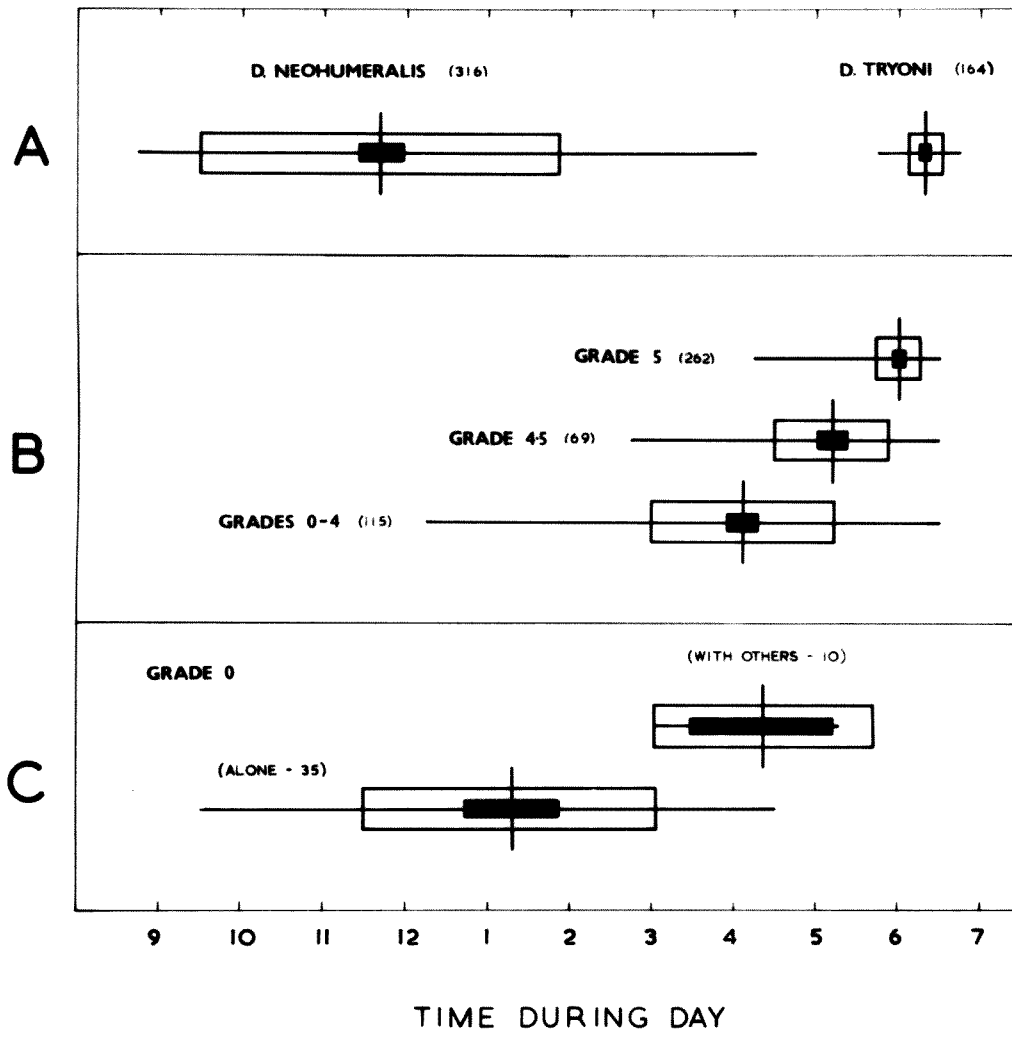 A
D. NEOHUMERALIS (316)
D. TRYONI (164)
B
GRADE 5 (262)
GRADE 4·5 (69)
GRADES 0-4 (115)
C
GRADE 0
(WITH OTHERS - 10)
(ALONE - 35)
9 10 11 12 1 2 3 4 5 6 7
TIME DURING DAY